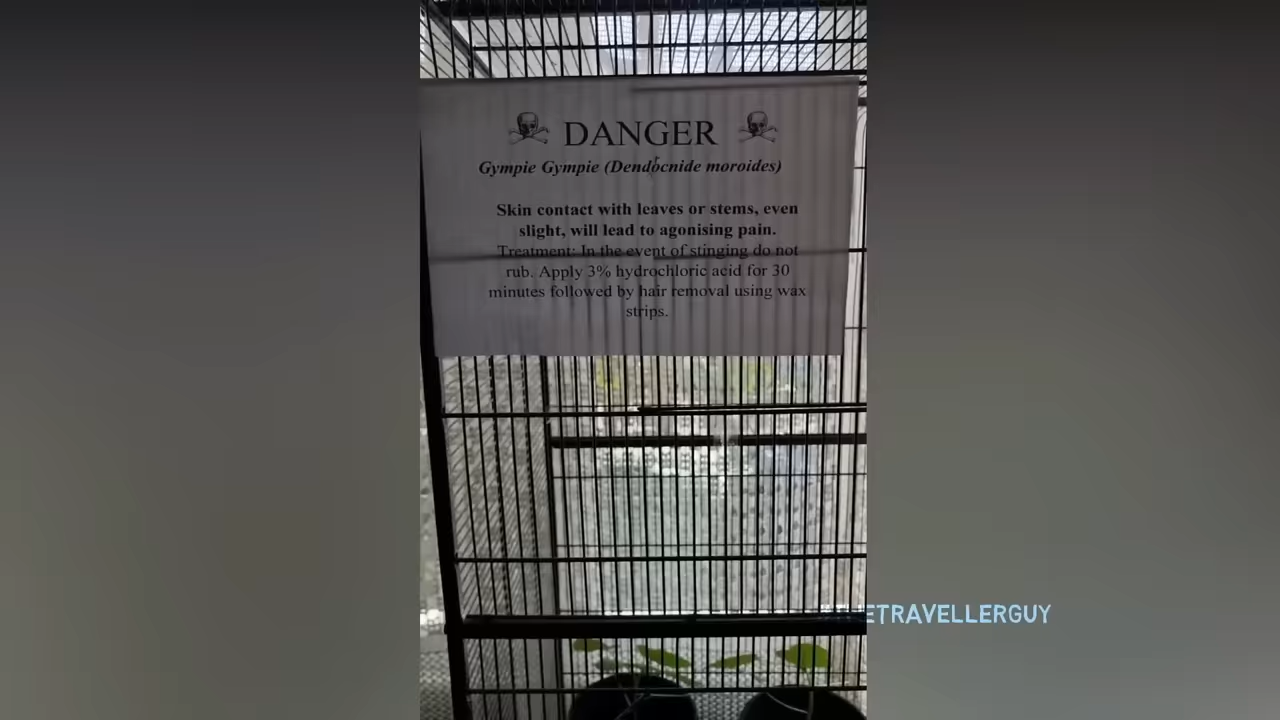 DANGER
Gympie Gympie (Dendocnide moroides)
Skin contact with leaves or stems, even
slight, will lead to agonising pain.
Treatment: In the event of stinging do not
rub. Apply 3% hydrochloric acid for 30
minutes followed by hair removal using wax
strips.
ETRAVELLERGUY